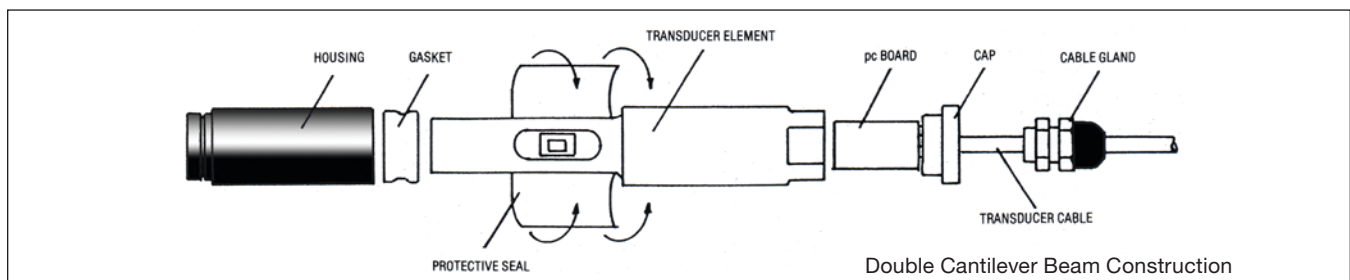 TRANSDUCER ELEMENT
HOUSING
GASKET
pc BOARD
CAP
CABLE GLAND
TRANSDUCER CABLE
PROTECTIVE SEAL
Double Cantilever Beam Construction